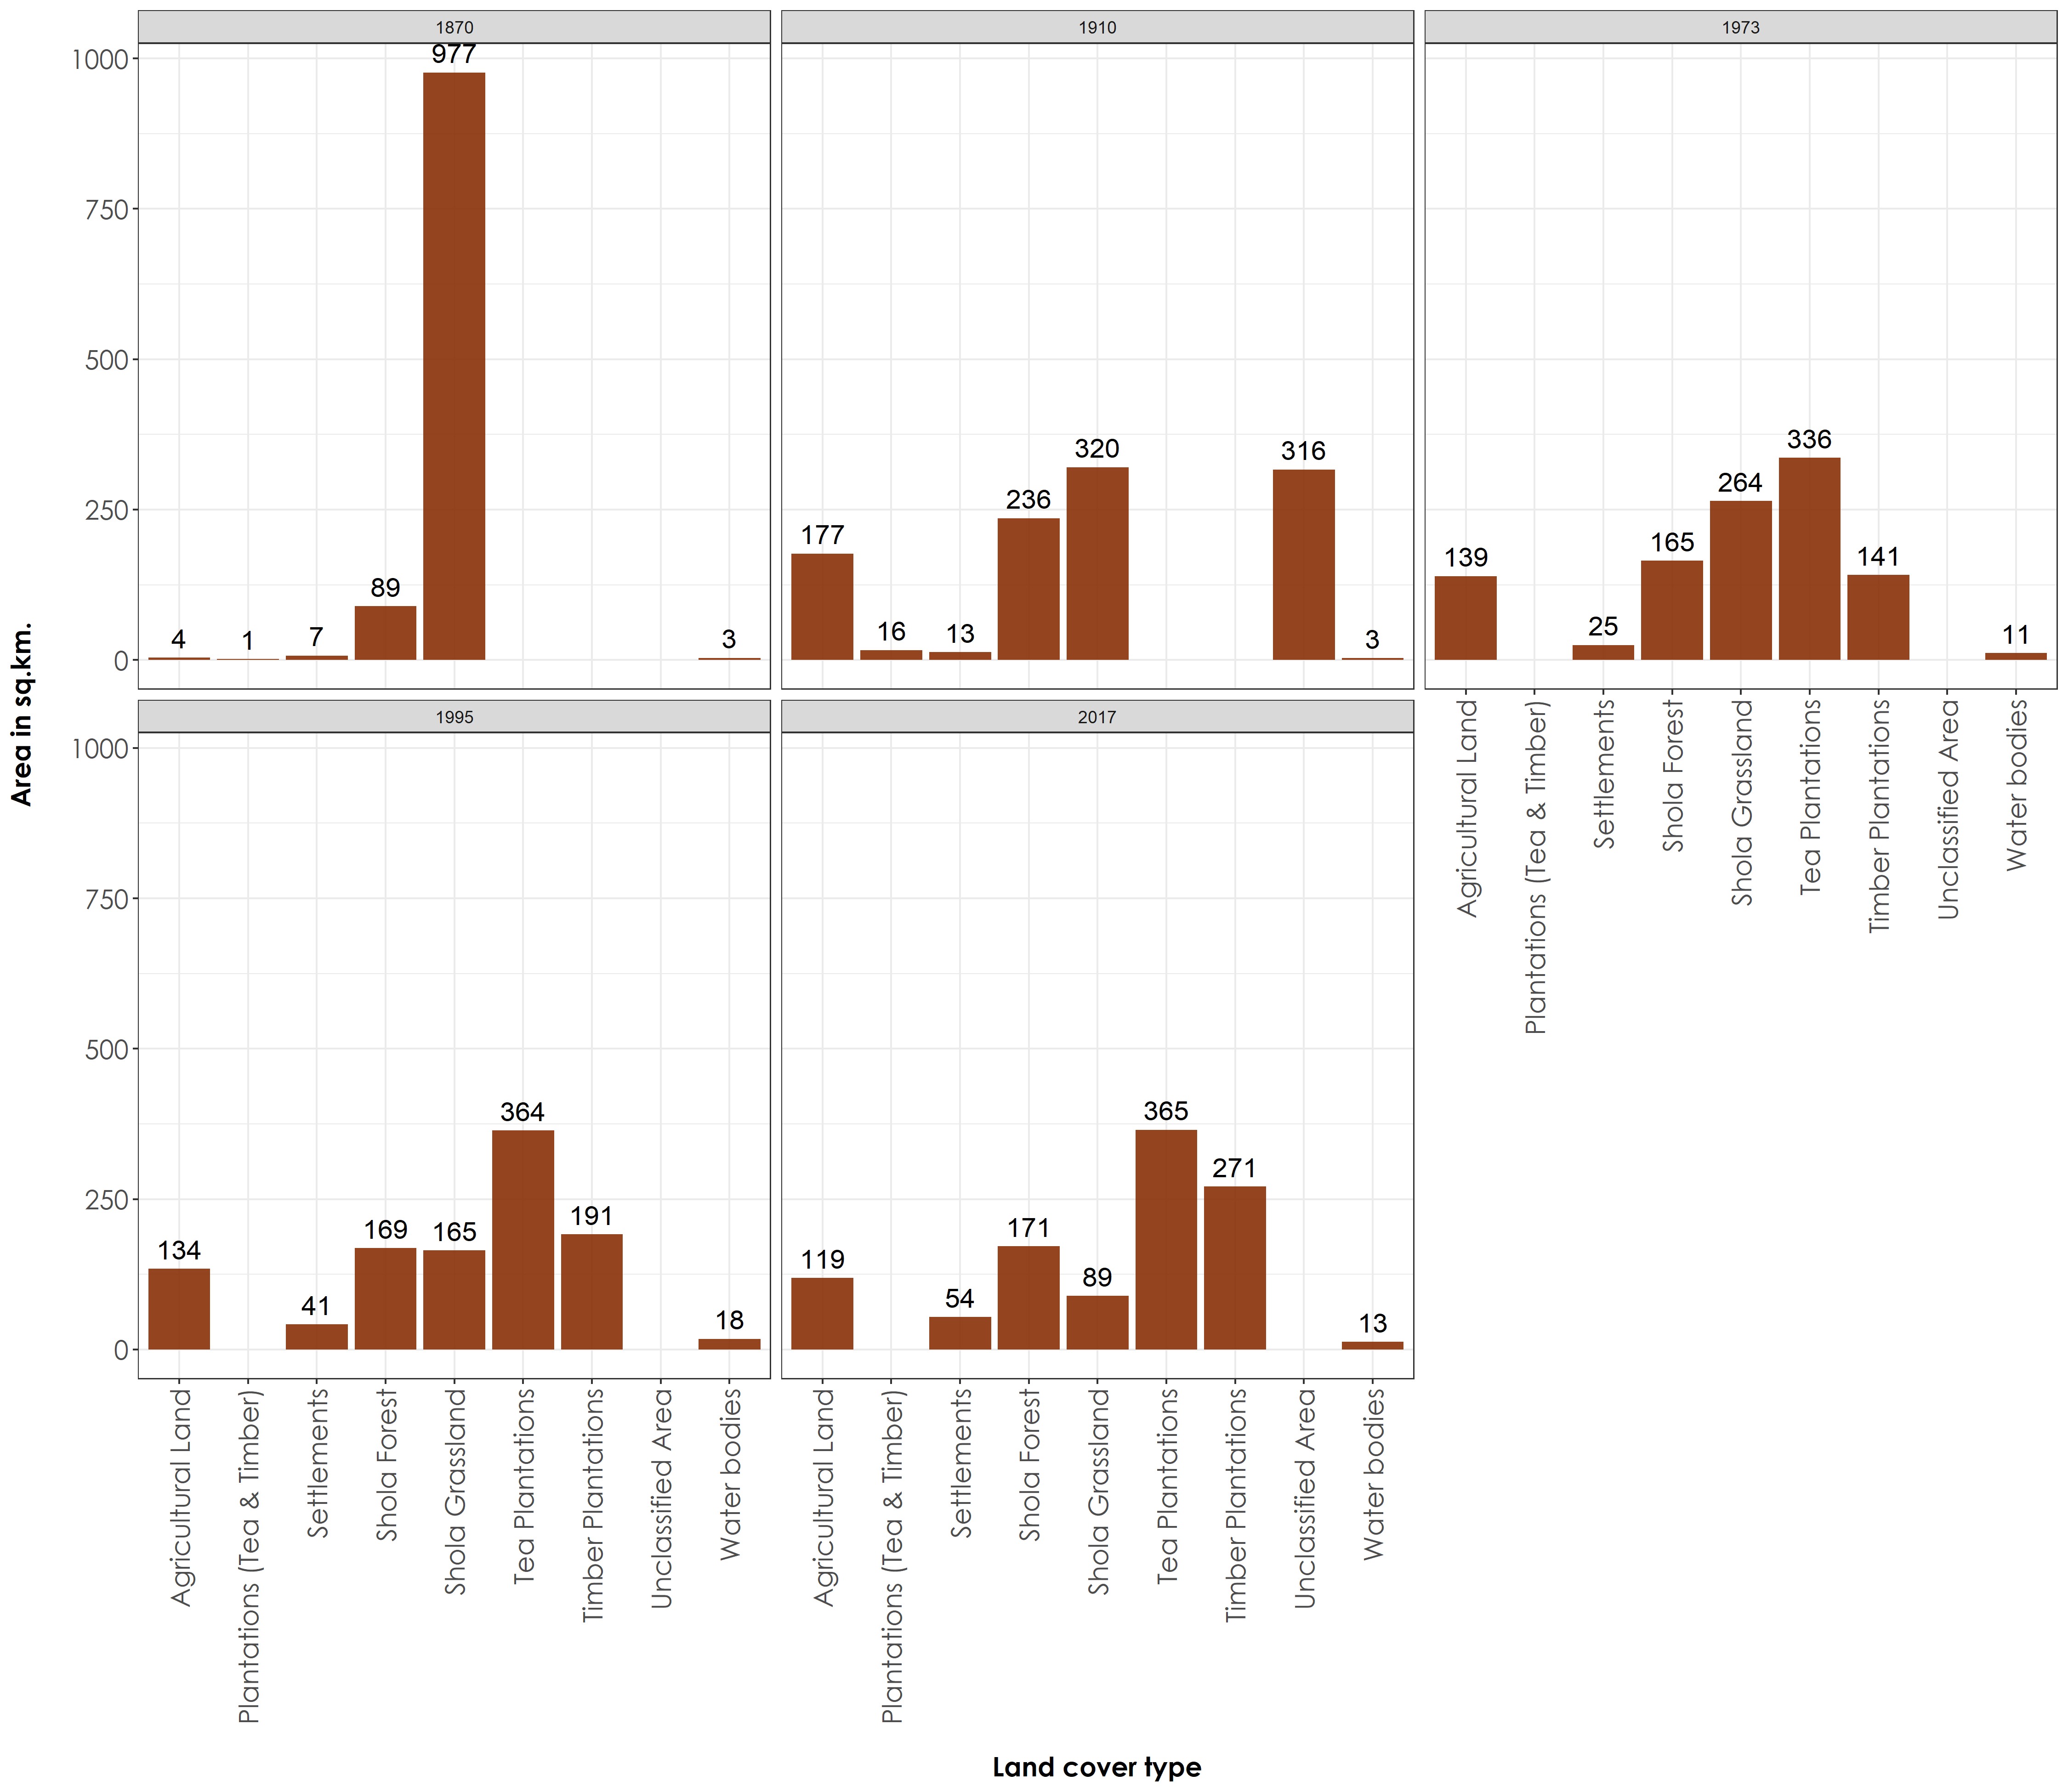 1870
1910
1973
1000
750
500
250
0
4
1
7
89
977
3
177
16
13
236
320
316
3
139
25
165
264
336
141
11
Agricultural Land
Plantations (Tea & Timber)
Settlements
Shola Forest
Shola Grassland
Tea Plantations
Timber Plantations
Unclassified Area
Water bodies
Area in sq.km.
1995
2017
1000
750
500
250
0
134
41
169
165
364
191
18
119
54
171
89
365
271
13
Agricultural Land
Plantations (Tea & Timber)
Settlements
Shola Forest
Shola Grassland
Tea Plantations
Timber Plantations
Unclassified Area
Water bodies
Agricultural Land
Plantations (Tea & Timber)
Settlements
Shola Forest
Shola Grassland
Tea Plantations
Timber Plantations
Unclassified Area
Water bodies
Land cover type